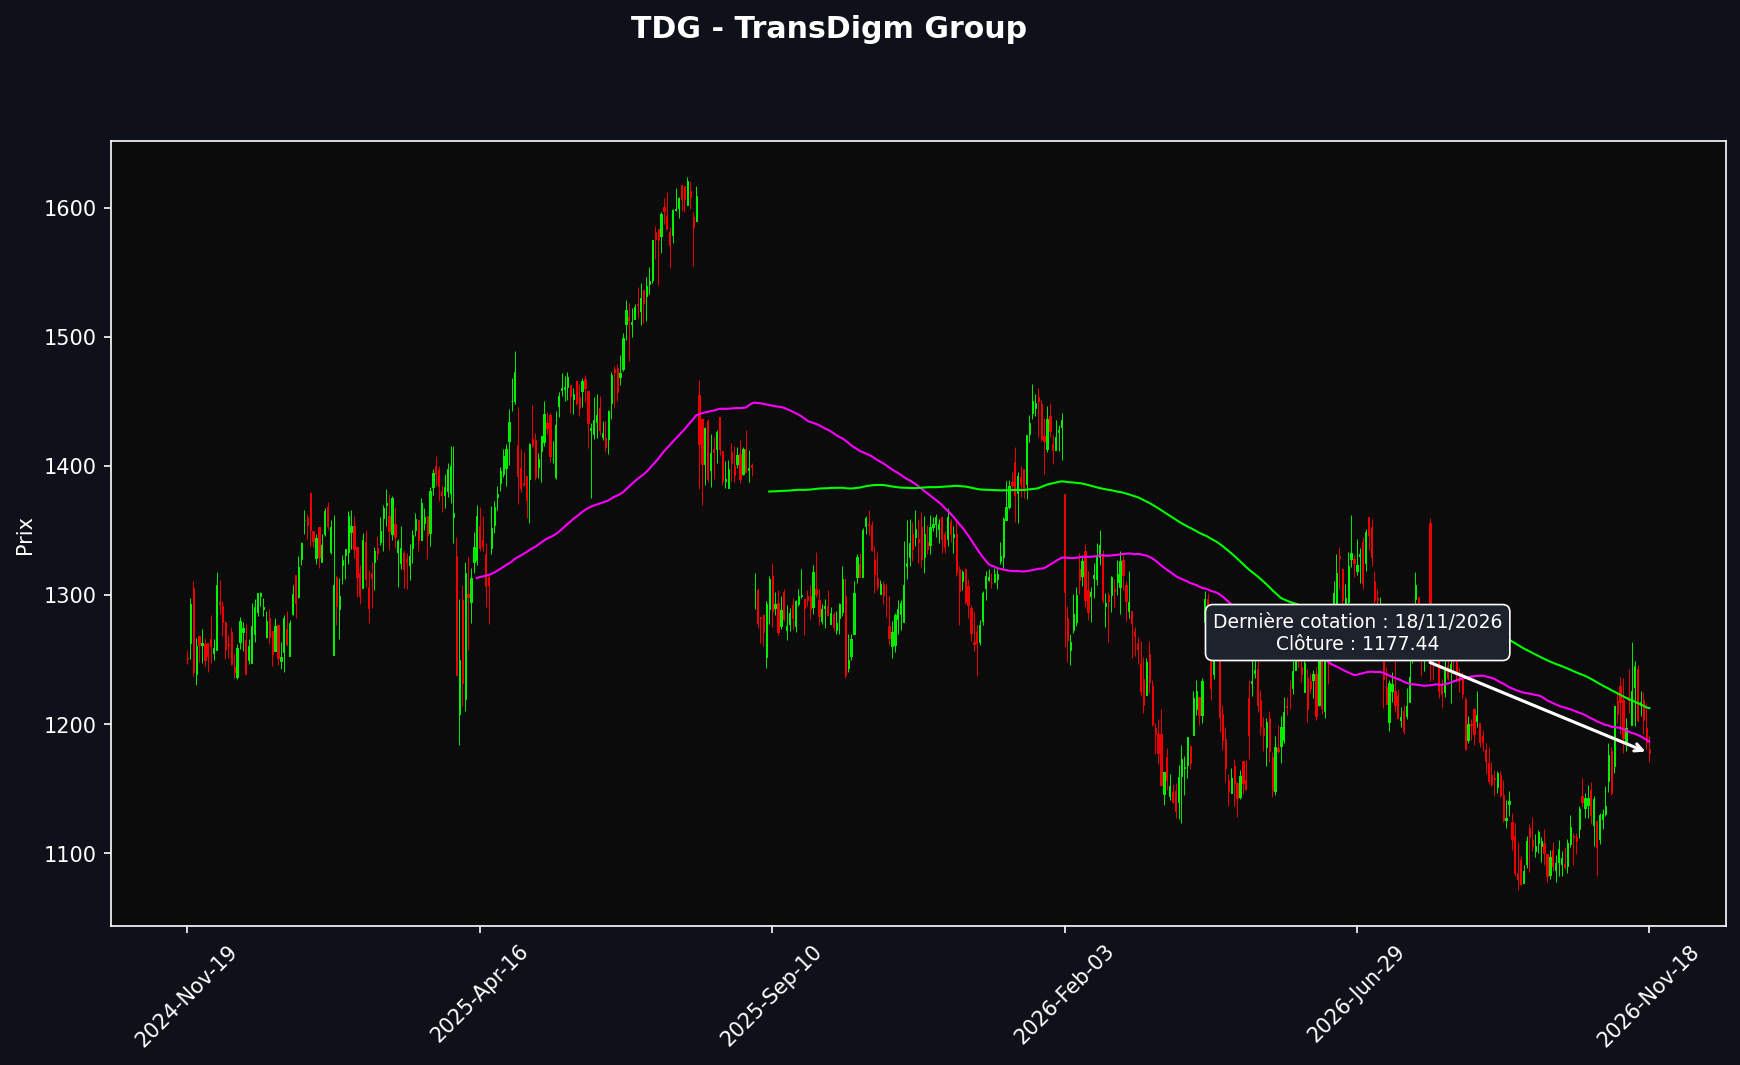 TDG - TransDigm Group
Prix
1600
1500
1400
1300
1200
1100
Dernière cotation : 18/11/2026
Clôture : 1177.44
2024-Nov-19
2025-Apr-16
2025-Sep-10
2026-Feb-03
2026-Jun-29
2026-Nov-18